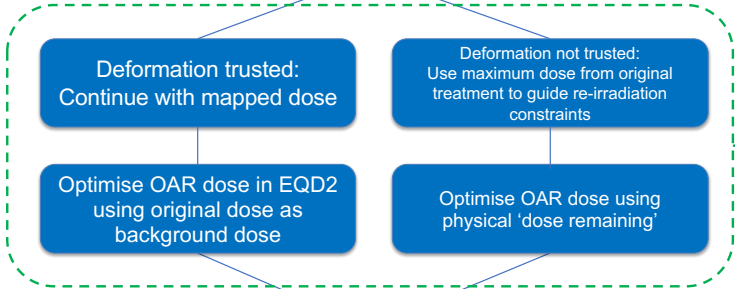 Deformation trusted:
Continue with mapped dose
Deformation not trusted:
Use maximum dose from original
treatment to guide re-irradiation
constraints
Optimise OAR dose in EQD2
using original dose as
background dose
Optimise OAR dose using
physical ‘dose remaining’